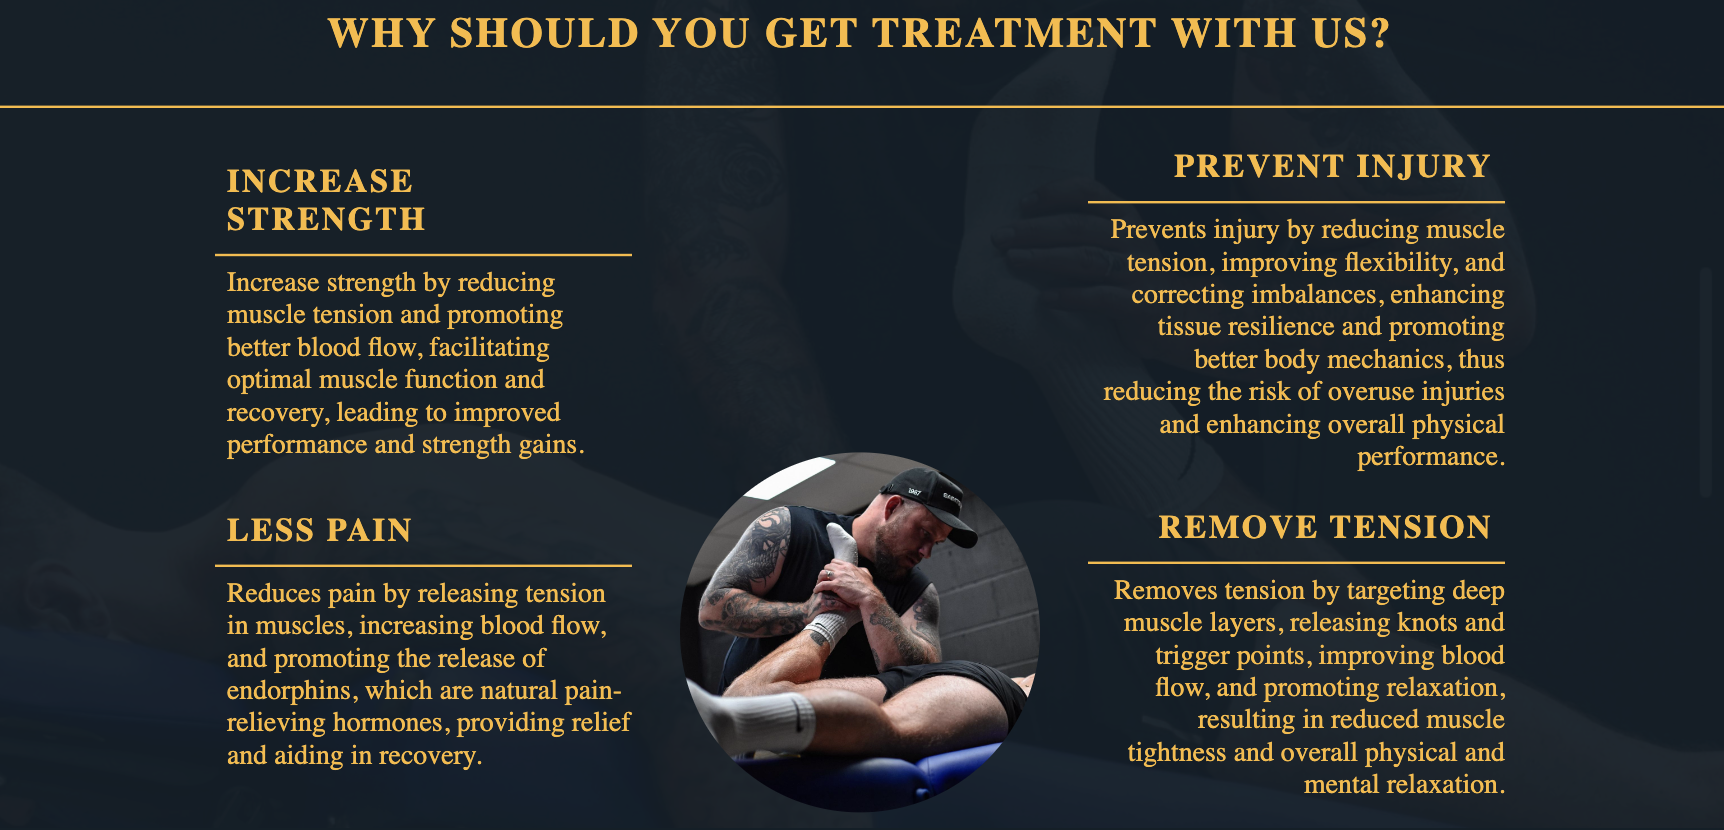 WHY SHOULD YOU GET TREATMENT WITH US?
INCREASE
STRENGTH
Increase strength by reducing
muscle tension and promoting
better blood flow, facilitating
optimal muscle function and
recovery, leading to improved
performance and strength gains.
PREVENT INJURY
Prevents injury by reducing muscle
tension, improving flexibility, and
correcting imbalances, enhancing
tissue resilience and promoting
better body mechanics, thus
reducing the risk of overuse injuries
and enhancing overall physical
performance.
LESS PAIN
Reduces pain by releasing tension
in muscles, increasing blood flow,
and promoting the release of
endorphins, which are natural pain-
relieving hormones, providing relief
and aiding in recovery.
1967
REMOVE TENSION
Removes tension by targeting deep
muscle layers, releasing knots and
trigger points, improving blood
flow, and promoting relaxation,
resulting in reduced muscle
tightness and overall physical and
mental relaxation.